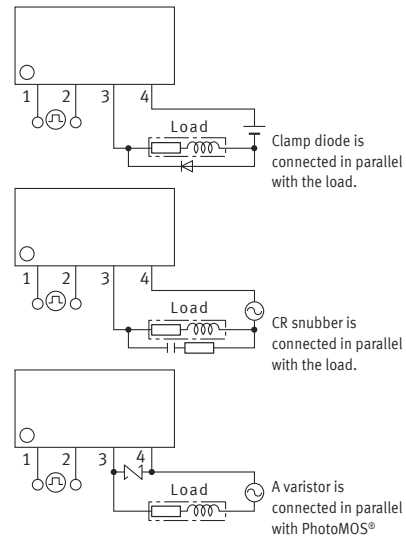 1 2 3 4
Load
Clamp diode is
connected in parallel
with the load.
1 2 3 4
Load
CR snubber is
connected in parallel
with the load.
1 2 3 4
Load
A varistor is
connected in parallel
with PhotoMOS®